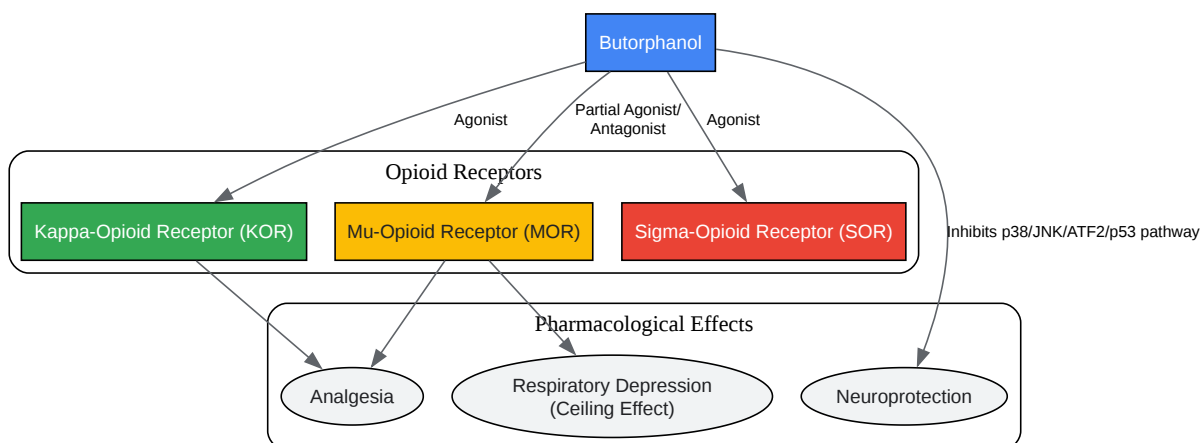 Butorphanol
Agonist
Partial Agonist/
Antagonist
Agonist
Opioid Receptors
Kappa-Opioid Receptor (KOR)
Mu-Opioid Receptor (MOR)
Sigma-Opioid Receptor (SOR)
Inhibits p38/JNK/ATF2/p53 pathway
Pharmacological Effects
Analgesia
Respiratory Depression
(Ceiling Effect)
Neuroprotection